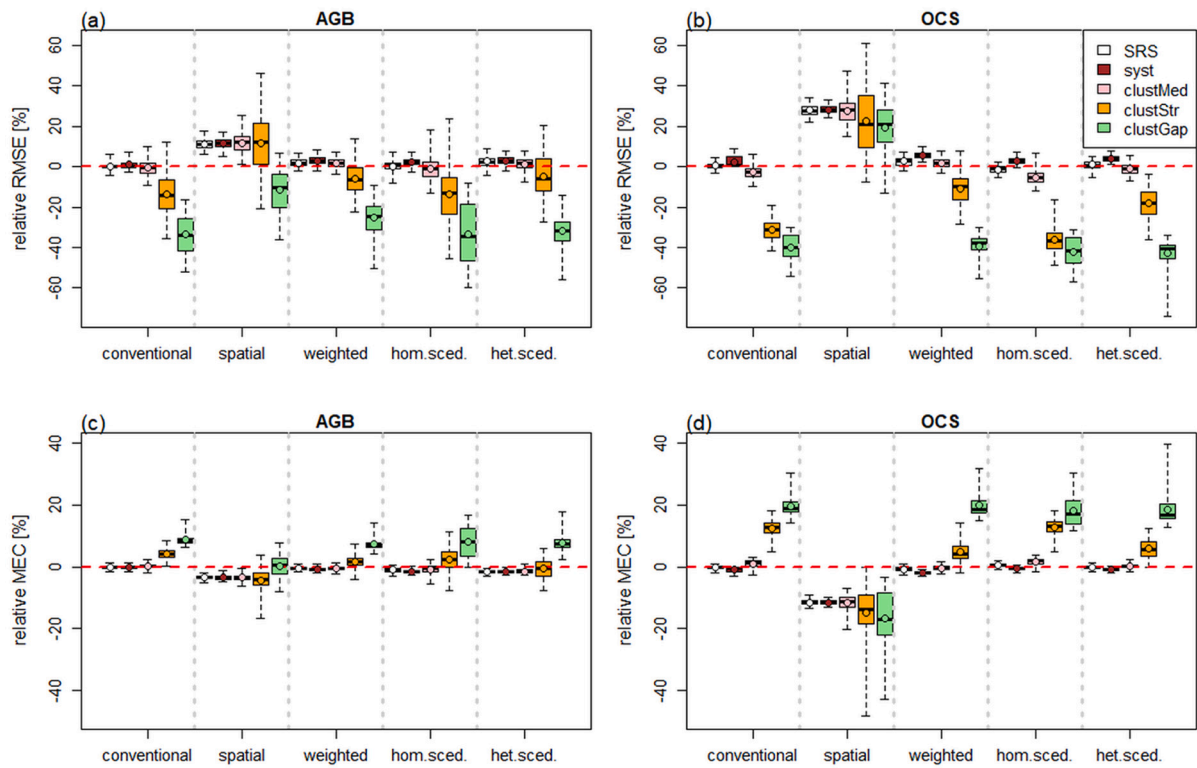 (a) AGB
relative RMSE [%]
60
40
20
0
-20
-40
-60
conventional spatial weighted hom.sced. het.sced.
(b) OCS
relative RMSE [%]
60
40
20
0
-20
-40
-60
SRS
syst
clustMed
clustStr
clustGap
conventional spatial weighted hom.sced. het.sced.
(c) AGB
relative MEC [%]
40
20
0
-20
-40
conventional spatial weighted hom.sced. het.sced.
(d) OCS
relative MEC [%]
40
20
0
-20
-40
conventional spatial weighted hom.sced. het.sced.